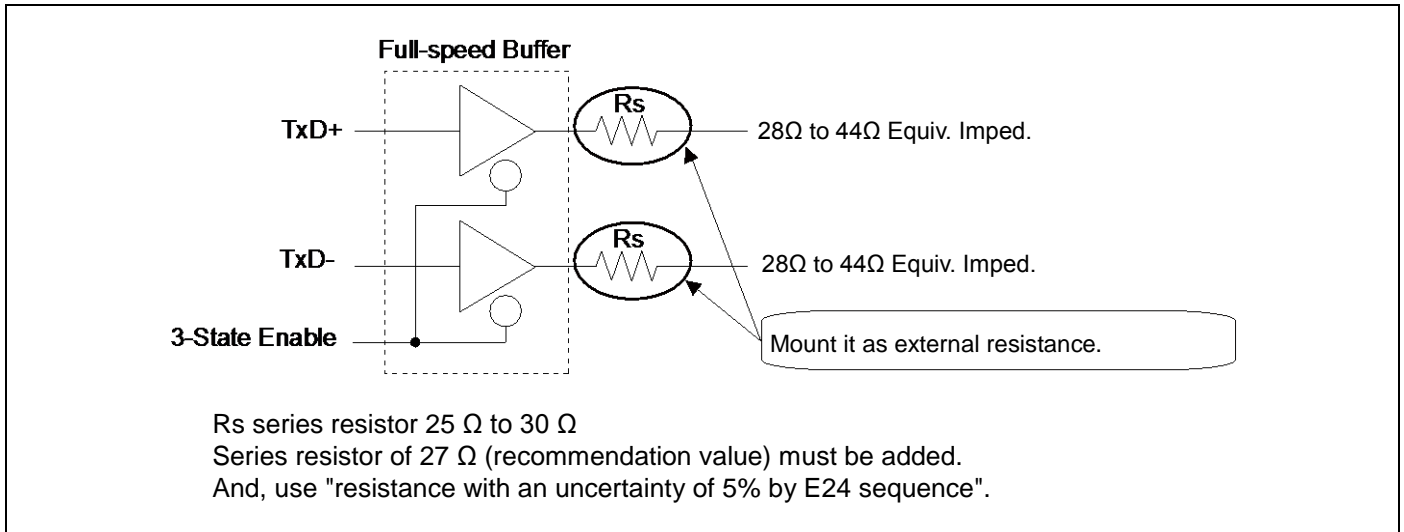 Full-speed Buffer
Rs
TxD+
28Ω to 44Ω Equiv. Imped.
Rs
TxD-
28Ω to 44Ω Equiv. Imped.
3-State Enable
Mount it as external resistance.
Rs series resistor 25 Ω to 30 Ω
Series resistor of 27 Ω (recommendation value) must be added.
And, use "resistance with an uncertainty of 5% by E24 sequence".